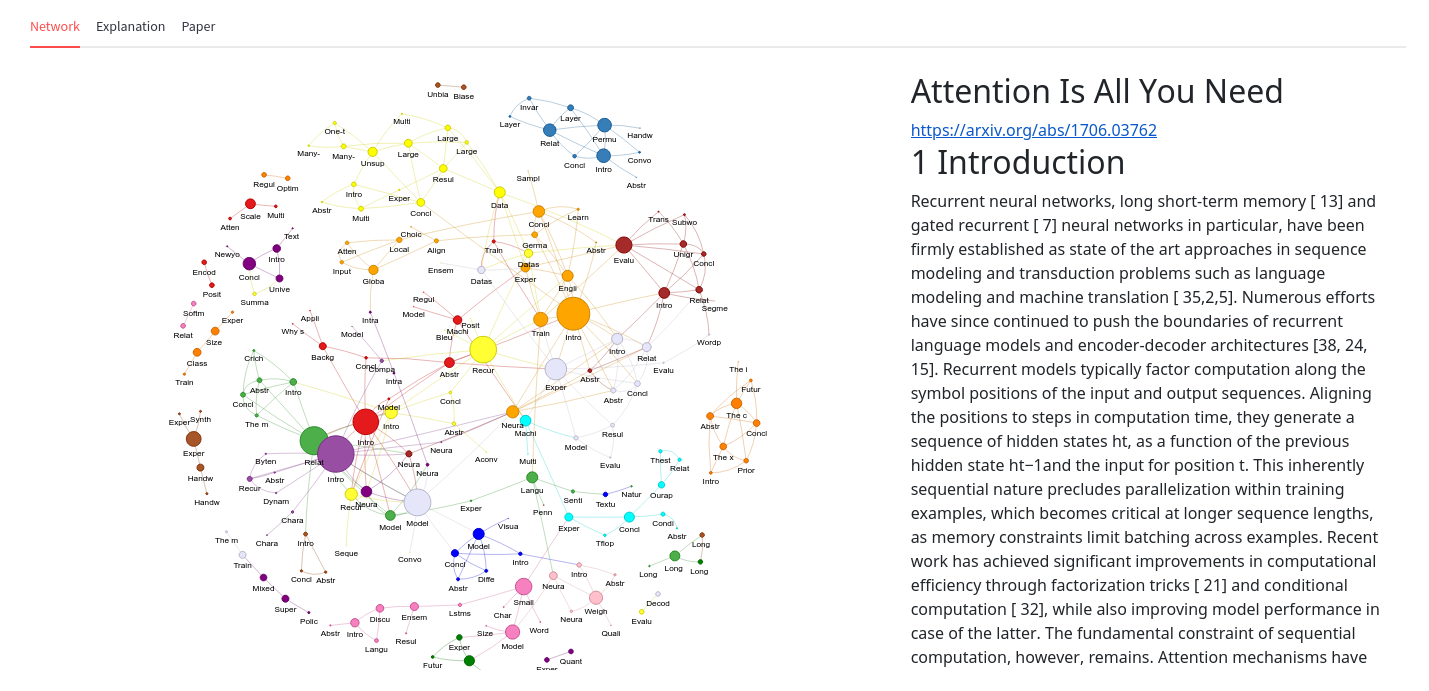 Network Explanation Paper
Attention Is All You Need
https://arxiv.org/abs/1706.03762
1 Introduction
Recurrent neural networks, long short-term memory [ 13] and
gated recurrent [ 7] neural networks in particular, have been
firmly established as state of the art approaches in sequence
modeling and transduction problems such as language
modeling and machine translation [ 35,2,5]. Numerous efforts
have since continued to push the boundaries of recurrent
language models and encoder-decoder architectures [38, 24,
15]. Recurrent models typically factor computation along the
symbol positions of the input and output sequences. Aligning
the positions to steps in computation time, they generate a
sequence of hidden states ht, as a function of the previous
hidden state ht−1and the input for position t. This inherently
sequential nature precludes parallelization within training
examples, which becomes critical at longer sequence lengths,
as memory constraints limit batching across examples. Recent
work has achieved significant improvements in computational
efficiency through factorization tricks [ 21] and conditional
computation [ 32], while also improving model performance in
case of the latter. The fundamental constraint of sequential
computation, however, remains. Attention mechanisms have
Unbia Biase
Invar
Layer
Layer
Handw
Permu
Relat
Convo
Concl
Intro
Abstr
One-t
Multi
Large
Many-
Many-
Unsup
Large
Large
Resul
Regul
Optim
Intro
Exper
Abstr
Multi
Concl
Data
Sampl
Scale
Multi
Atten
Text
Newyo
Intro
Concl
Unive
Summa
Encod
Posit
Softm
Relat
Exper
Size
Class
Train
Choic
Atten
Local
Align
Input
Globa
Ensem
Train
Germa
Datas
Datas
Exper
Engli
Concl
Learn
Abstr
Evalu
Trans
Subwo
Unigr
Concl
Relat
Intro
Segme
Wordp
Regul
Model
Machi
Posit
Bleu
Recur
Abstr
Train
Intro
Intro
Relat
Evalu
Exper
Abstr
Abstr
Concl
Appli
Why s
Model
Intra
Backg
Concl
Compa
Intra
Crich
Abstr
Intro
Concl
The m
Model
Intro
Intro
Concl
Abstr
Neura
Machi
Resul
Model
Evalu
Exper
Synth
Exper
Handw
Handw
Relat
Intro
Byten
Recur
Abstr
Dynam
Neura
Neura
Neura
Aconv
Recur
Neura
Model
Model
Chara
Chara
Intro
Concl
Abstr
Seque
Convo
Exper
Multi
Langu
Senti
Textu
Natur
Penn
Exper
Concl
Tflop
Thest
Relat
Ourap
Condi
Abstr
Long
Long
Long
Long
The i
Futur
Abstr
The c
Concl
The x
Prior
Intro
Visua
Model
Concl
Intro
Abstr
Diffe
The m
Train
Mixed
Super
Polic
Abstr
Intro
Discu
Langu
Ensem
Resul
Lstms
Small
Char
Size
Word
Model
Neura
Intro
Abstr
Weigh
Neura
Quali
Decod
Evalu
Exper
Futur
Quant
Exper